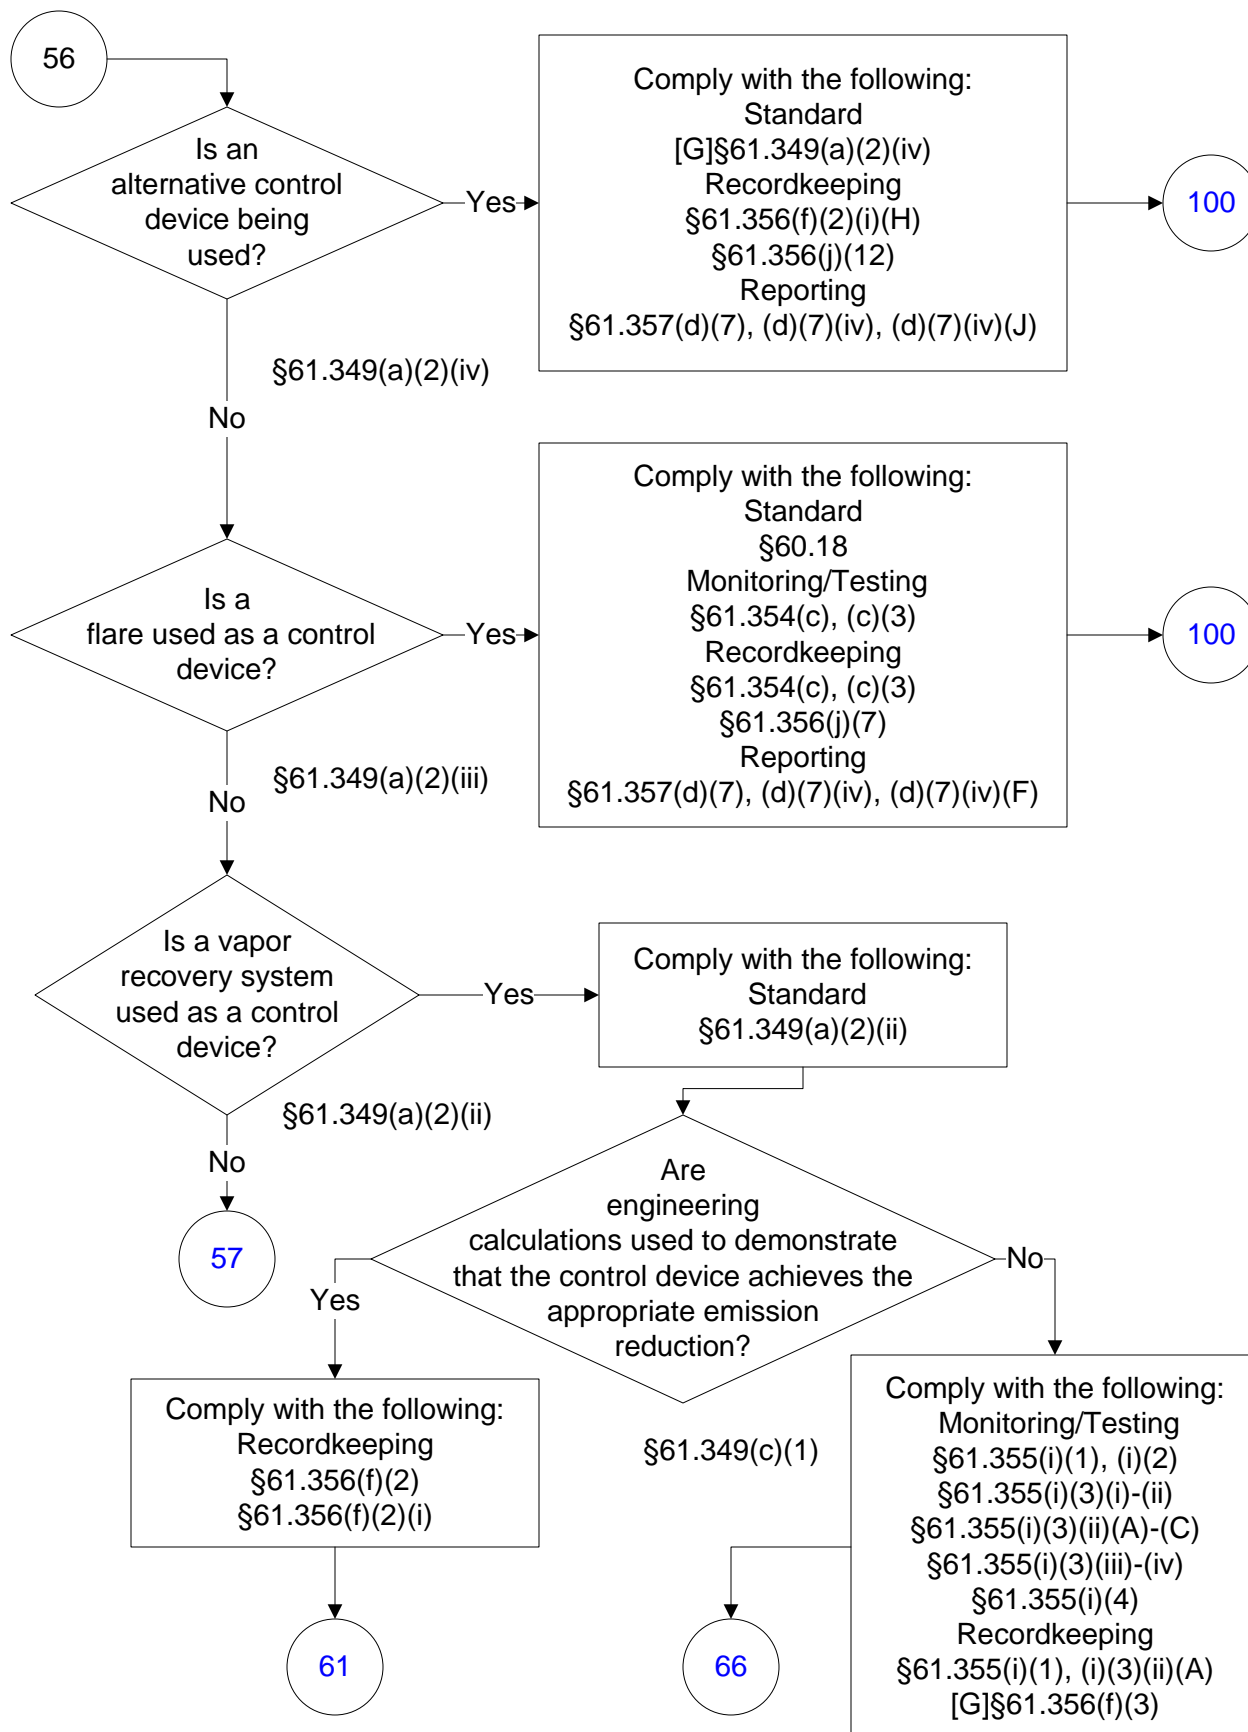 56
Is an
alternative control
device being
used?
Yes
Comply with the following:
Standard
[G]§61.349(a)(2)(iv)
Recordkeeping
§61.356(f)(2)(i)(H)
§61.356(j)(12)
Reporting
§61.357(d)(7), (d)(7)(iv), (d)(7)(iv)(J)
100
§61.349(a)(2)(iv)
No
Is a
flare used as a control
device?
Yes
Comply with the following:
Standard
§60.18
Monitoring/Testing
§61.354(c), (c)(3)
Recordkeeping
§61.354(c), (c)(3)
§61.356(j)(7)
Reporting
§61.357(d)(7), (d)(7)(iv), (d)(7)(iv)(F)
100
§61.349(a)(2)(iii)
No
Is a vapor
recovery system
used as a control
device?
Yes
Comply with the following:
Standard
§61.349(a)(2)(ii)
§61.349(a)(2)(ii)
No
57
Are
engineering
calculations used to demonstrate
that the control device achieves the
appropriate emission
reduction?
Yes
No
§61.349(c)(1)
Comply with the following:
Recordkeeping
§61.356(f)(2)
§61.356(f)(2)(i)
61
Comply with the following:
Monitoring/Testing
§61.355(i)(1), (i)(2)
§61.355(i)(3)(i)-(ii)
§61.355(i)(3)(ii)(A)-(C)
§61.355(i)(3)(iii)-(iv)
§61.355(i)(4)
Recordkeeping
§61.355(i)(1), (i)(3)(ii)(A)
[G]§61.356(f)(3)
66